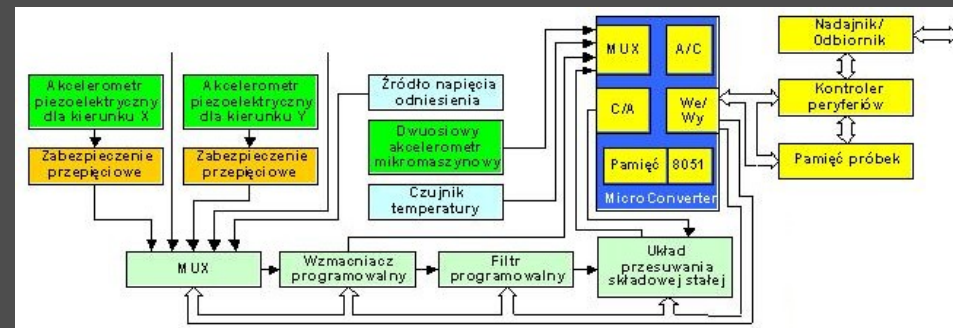 Akcelerometr
piezoelektryczny
dla kierunku X
Akcelerometr
piezoelektryczny
dla kierunku Y
Zabezpieczenie
przepięciowe
Zabezpieczenie
przepięciowe
Źródło napięcia
odniesienia
Dwuosiowy
akcelerometr
mikromaszynowy
Czujnik
temperatury
MUX
A/C
C/A
We/
Wy
Pamięć
8051
MicroConverter
Nadajnik/
Odbiornik
Kontroler
peryferiów
Pamięć próbek
MUX
Wzmacniacz
programowalny
Filtr
programowalny
Układ
przesuwania
składowej stałej